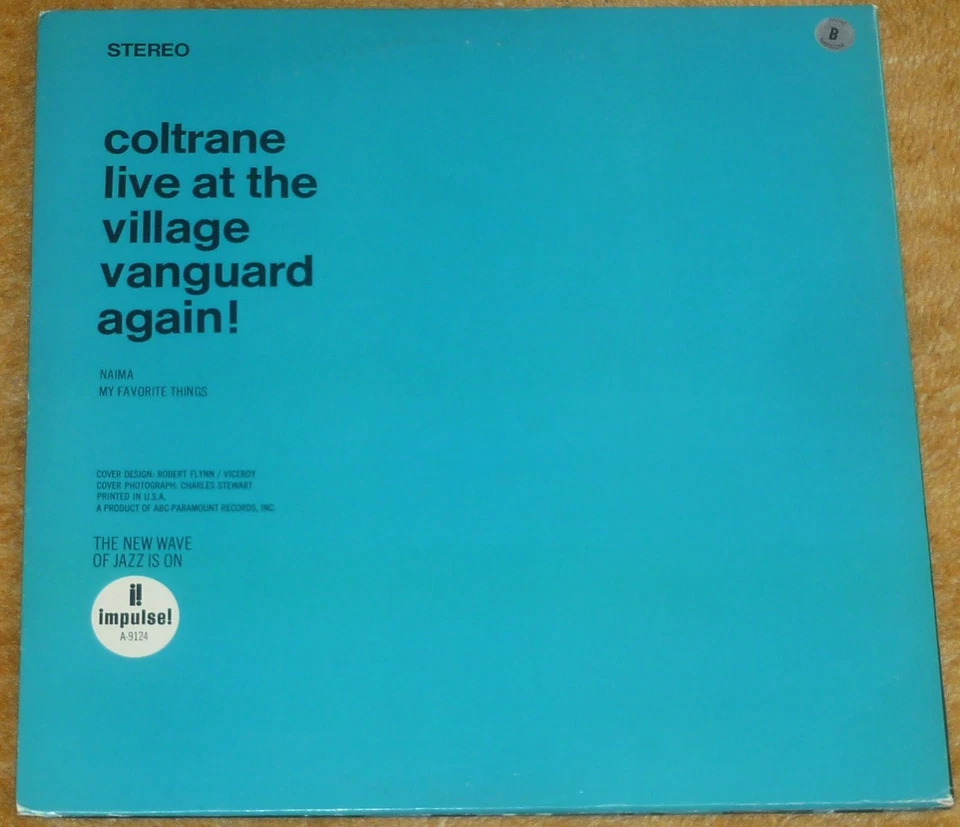 STEREO
B
coltrane
live at the
village
vanguard
again!
NAIMA
MY FAVORITE THINGS
COVER DESIGN: ROBERT FLYNN / VICEROY
COVER PHOTOGRAPH: CHARLES STEWART
PRINTED IN U.S.A.
A PRODUCT OF ABC-PARAMOUNT RECORDS, INC.
THE NEW WAVE
OF JAZZ IS ON
i!
impulse!
A-9124